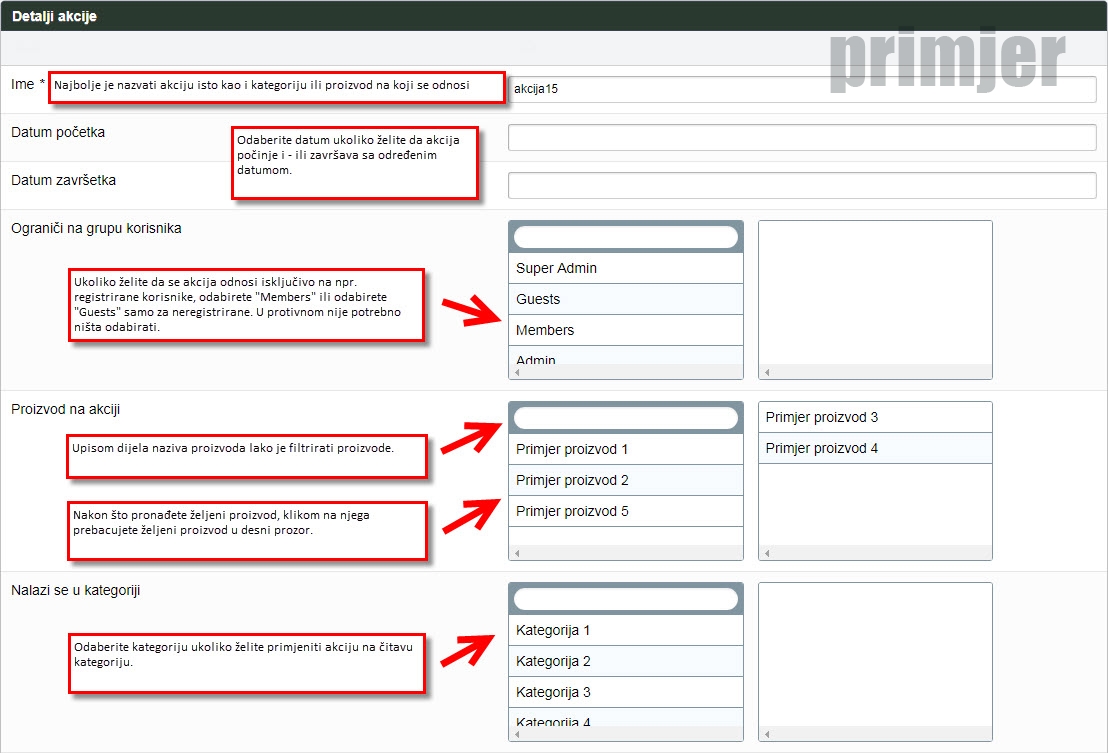 Detalji akcije
primjer
Ime *
Najbolje je nazvati akciju isto kao i kategoriju ili proizvod na koji se odnosi
akcija15
Datum početka
Odaberite datum ukoliko želite da akcija
počinje i - ili završava sa određenim
datumom.
Datum završetka
Ograniči na grupu korisnika
Ukoliko želite da se akcija odnosi isključivo na npr.
registrirane korisnike, odabirete "Members" ili odabirete
"Guests" samo za neregistrirane. U protivnom nije potrebno
ništa odabirati.
Super Admin
Guests
Members
Admin
Proizvod na akciji
Upisom dijela naziva proizvoda lako je filtrirati proizvode.
Nakon što pronađete željeni proizvod, klikom na njega
prebacujete željeni proizvod u desni prozor.
Primjer proizvod 1
Primjer proizvod 2
Primjer proizvod 5
Primjer proizvod 3
Primjer proizvod 4
Nalazi se u kategoriji
Odaberite kategoriju ukoliko želite primjeniti akciju na čitavu
kategoriju.
Kategorija 1
Kategorija 2
Kategorija 3
Kategorija 4